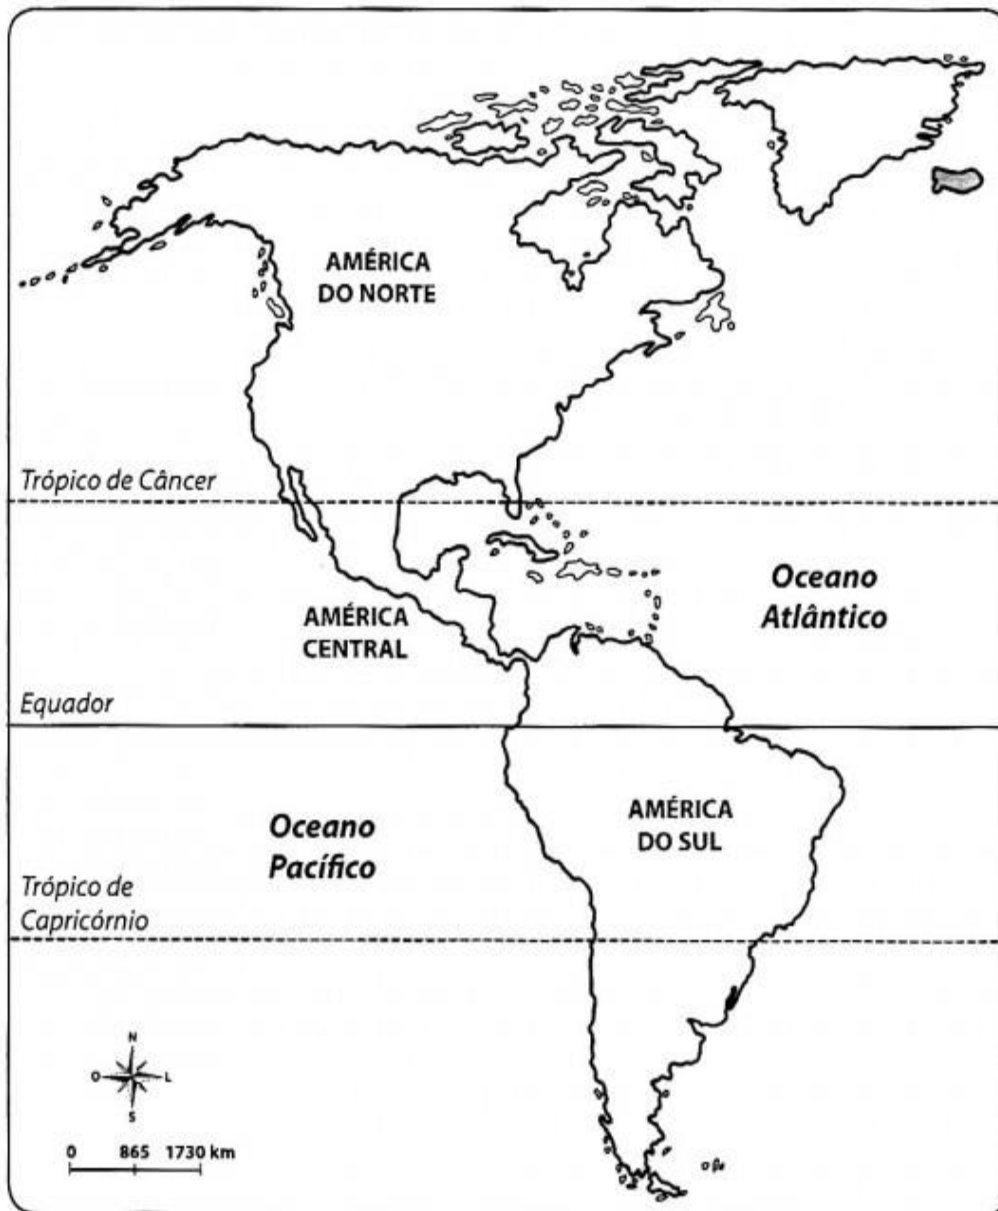 AMÉRICA
DO NORTE
Trópico de Câncer
Oceano
Atlântico
AMÉRICA
CENTRAL
Equador
AMÉRICA
DO SUL
Oceano
Pacífico
Trópico de
Capricórnio
N
O L
S
0 865 1730 km